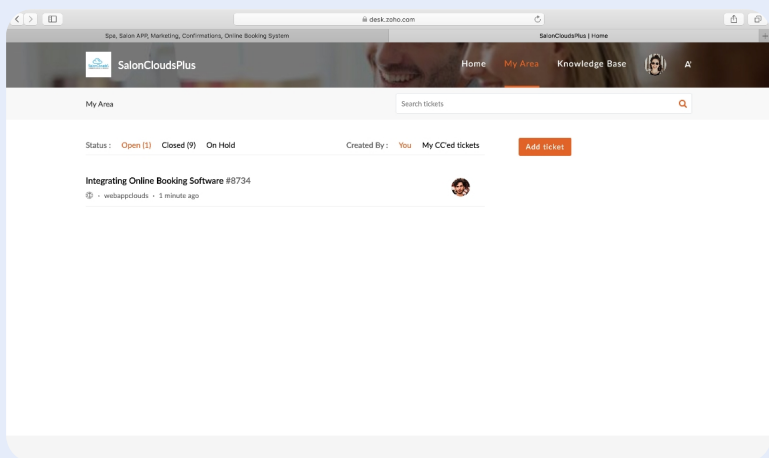 desk.zoho.com
Spa, Salon APP, Marketing, Confirmations, Online Booking System
SalonCloudsPlus | Home
SalonCloudsPlus
Home
My Area
Knowledge Base
My Area
Search tickets
Status : Open (1) Closed (9) On Hold
Created By : You My CC'ed tickets
Add ticket
Integrating Online Booking Software #8734
webappclouds · 1 minute ago